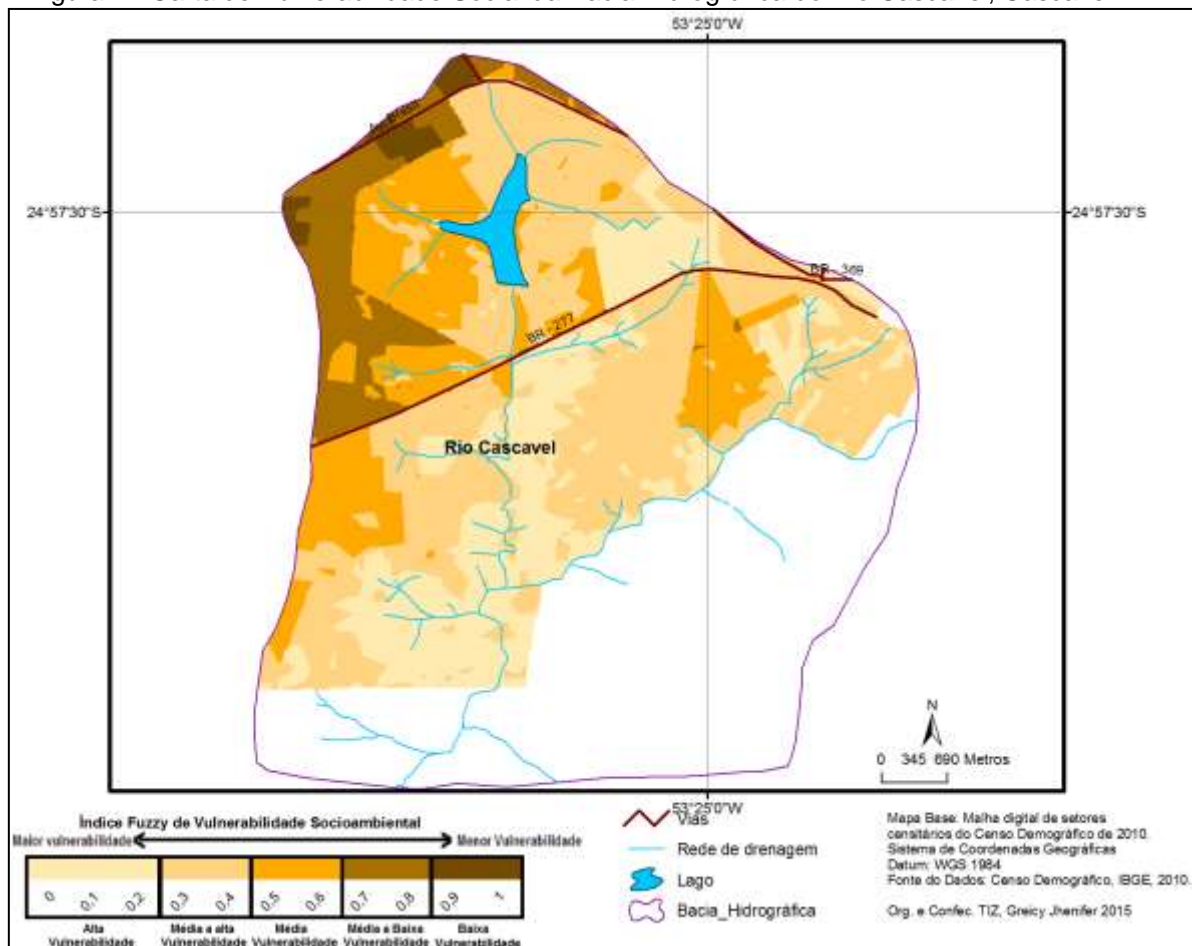 53°25'0"W
Av. Brasil
24°57'30"S
24°57'30"S
BR - 369
BR - 277
Rio Cascavel
N
0 345 690 Metros
53°25'0"W
Índice Fuzzy de Vulnerabilidade Socioambiental
Maior vulnerabilidade Menor Vulnerabilidade
0 0,1 0,2 0,3 0,4 0,5 0,6 0,7 0,8 0,9 1
Alta Vulnerabilidade
Média a alta Vulnerabilidade
Média Vulnerabilidade
Média a Baixa Vulnerabilidade
Baixa Vulnerabilidade
Vias
Rede de drenagem
Lago
Bacia_Hidrográfica
Mapa Base: Malha digital de setores
censitários do Censo Demográfico de 2010.
Sistema de Coordenadas Geográficas
Datum: WGS 1984
Fonte do Dados: Censo Demográfico, IBGE, 2010.
Org. e Confec. TIZ, Greicy Jhenifer 2015